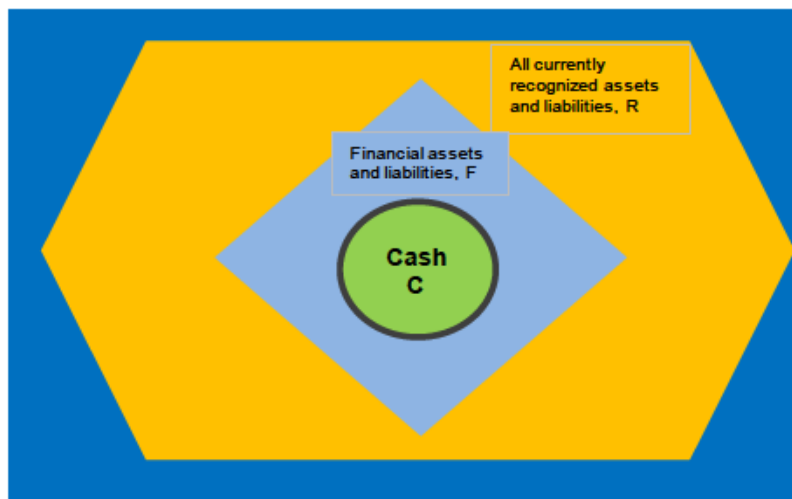 All currently
recognized assets
and liabilities, R
Financial assets
and liabilities, F
Cash
C